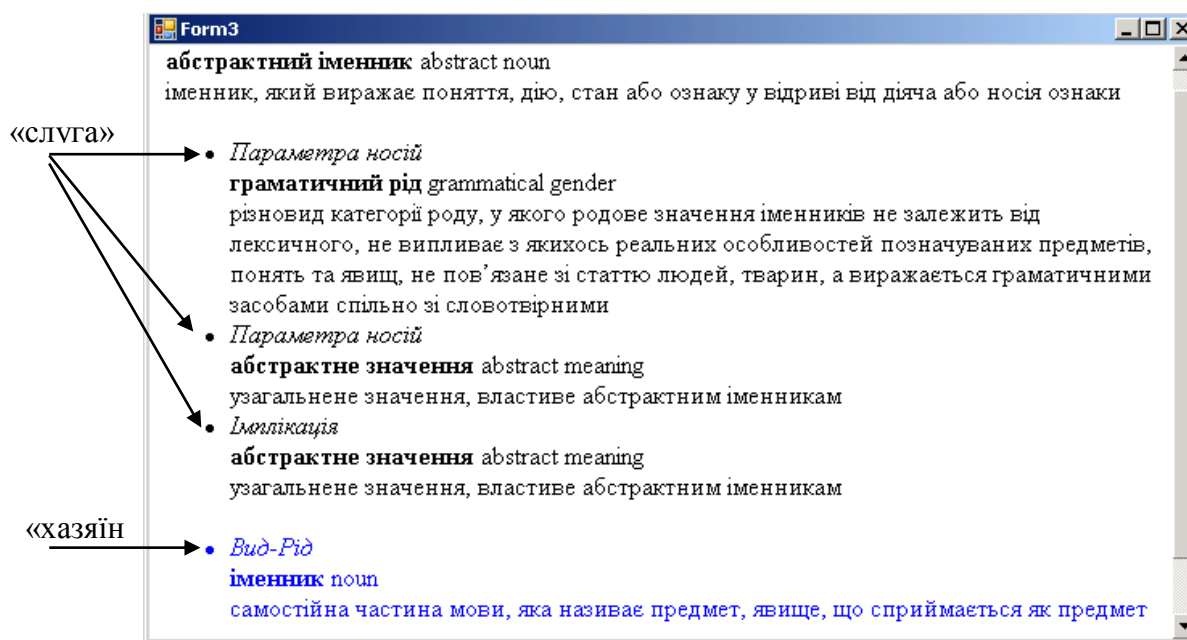 Form3
абстрактний іменник abstract noun
іменник, який виражає поняття, дію, стан або ознаку у відриві від діяча або носія ознаки
«слуга»
• Параметра носій
граматичний рід grammatical gender
різновид категорії роду, у якого родове значення іменників не залежить від
лексичного, не випливає з якихось реальних особливостей позначуваних предметів,
понять та явищ, не пов’язане зі статтю людей, тварин, а виражається граматичними
засобами спільно зі словотвірними
• Параметра носій
абстрактне значення abstract meaning
узагальнене значення, властиве абстрактним іменникам
• Імплікація
абстрактне значення abstract meaning
узагальнене значення, властиве абстрактним іменникам
«хазяїн
• Вид-Рід
іменник noun
самостійна частина мови, яка називає предмет, явище, що сприймається як предмет